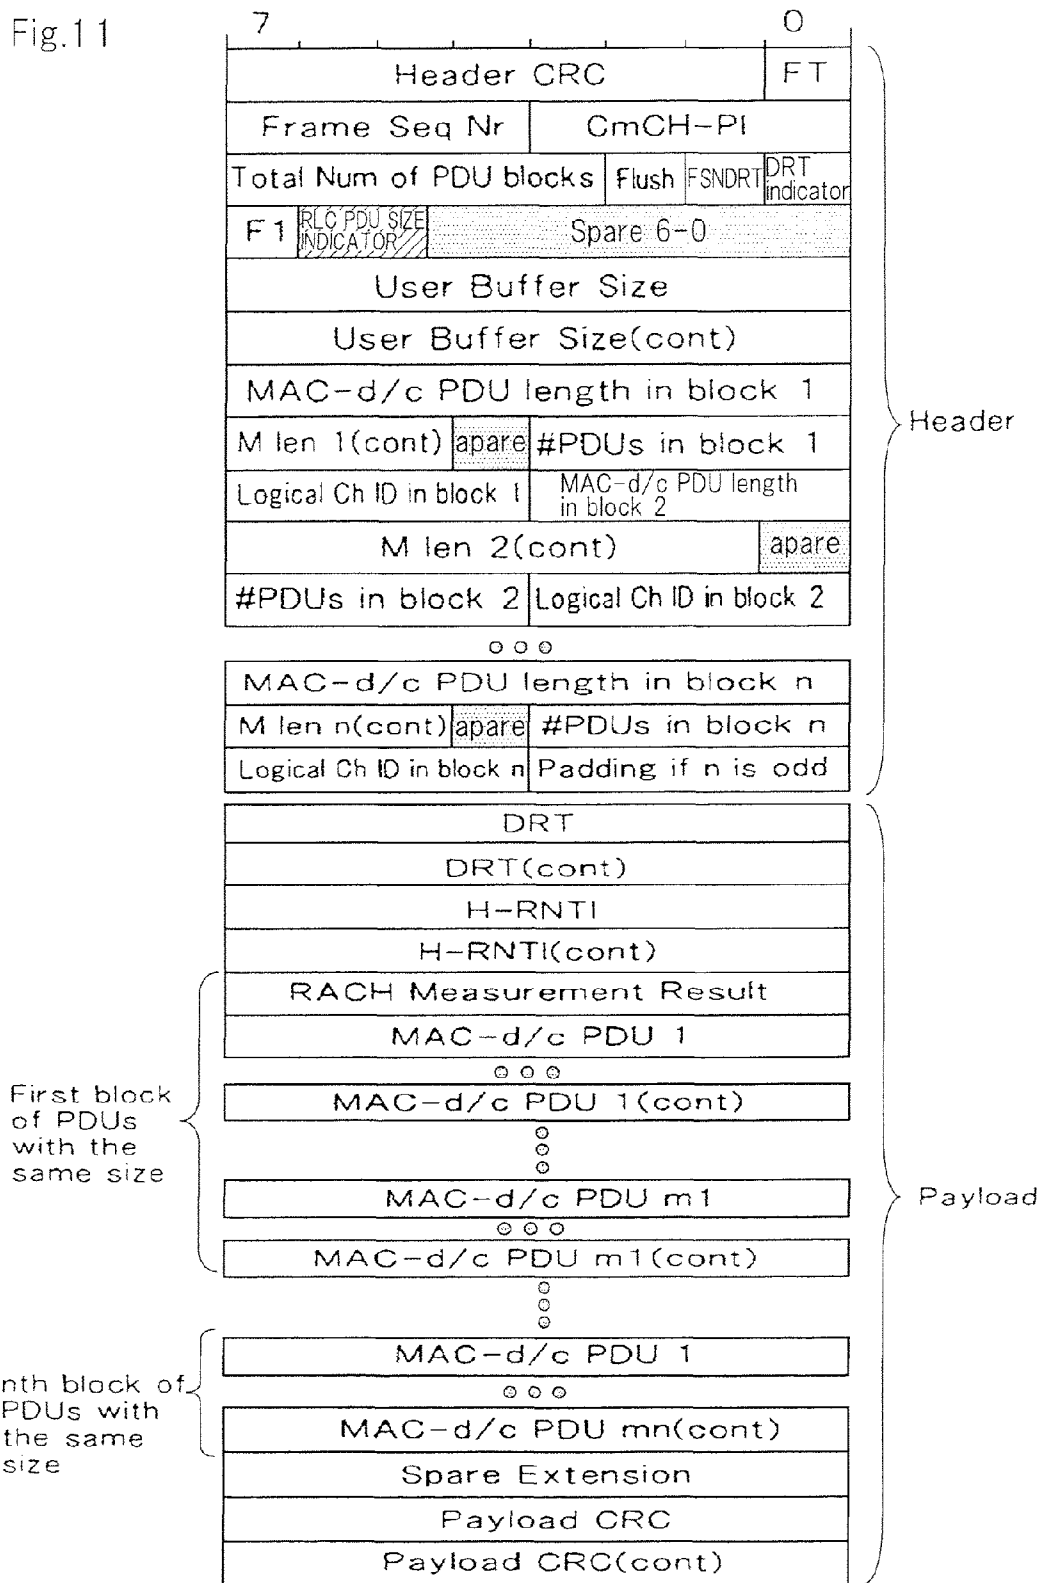 Fig.11
7 0
Header CRC FT
Frame Seq Nr CmCH-PI
Total Num of PDU blocks Flush FSNDRT DRT
indicator
F1 RLC PDU SIZE
INDICATOR Spare 6-0
User Buffer Size
User Buffer Size(cont)
MAC-d/c PDU length in block 1
M len 1(cont) apare #PDUs in block 1
Header
Logical Ch ID in block 1 MAC-d/c PDU length
in block 2
M len 2(cont) apare
#PDUs in block 2 Logical Ch ID in block 2
MAC-d/c PDU length in block n
M len n(cont) apare #PDUs in block n
Logical Ch ID in block n Padding if n is odd
DRT
DRT(cont)
H-RNTI
H-RNTI(cont)
RACH Measurement Result
MAC-d/c PDU 1
First block
of PDUs
with the
same size
MAC-d/c PDU 1(cont)
MAC-d/c PDU m1
Payload
MAC-d/c PDU m1(cont)
MAC-d/c PDU 1
nth block of
PDUs with
the same
size
MAC-d/c PDU mn(cont)
Spare Extension
Payload CRC
Payload CRC(cont)